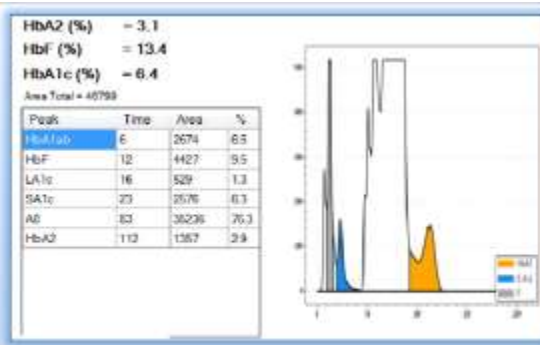 HbA2 (%) = 3.1
HbF (%) = 13.4
HbA1c (%) = 6.4
Area Total = 46799
Peak Time Area %
HbA1ab 6 2674 6.5
HbF 12 4427 9.5
LA1c 16 529 1.3
SA1c 23 2576 6.3
A0 83 35236 76.3
HbA2 112 1357 2.9